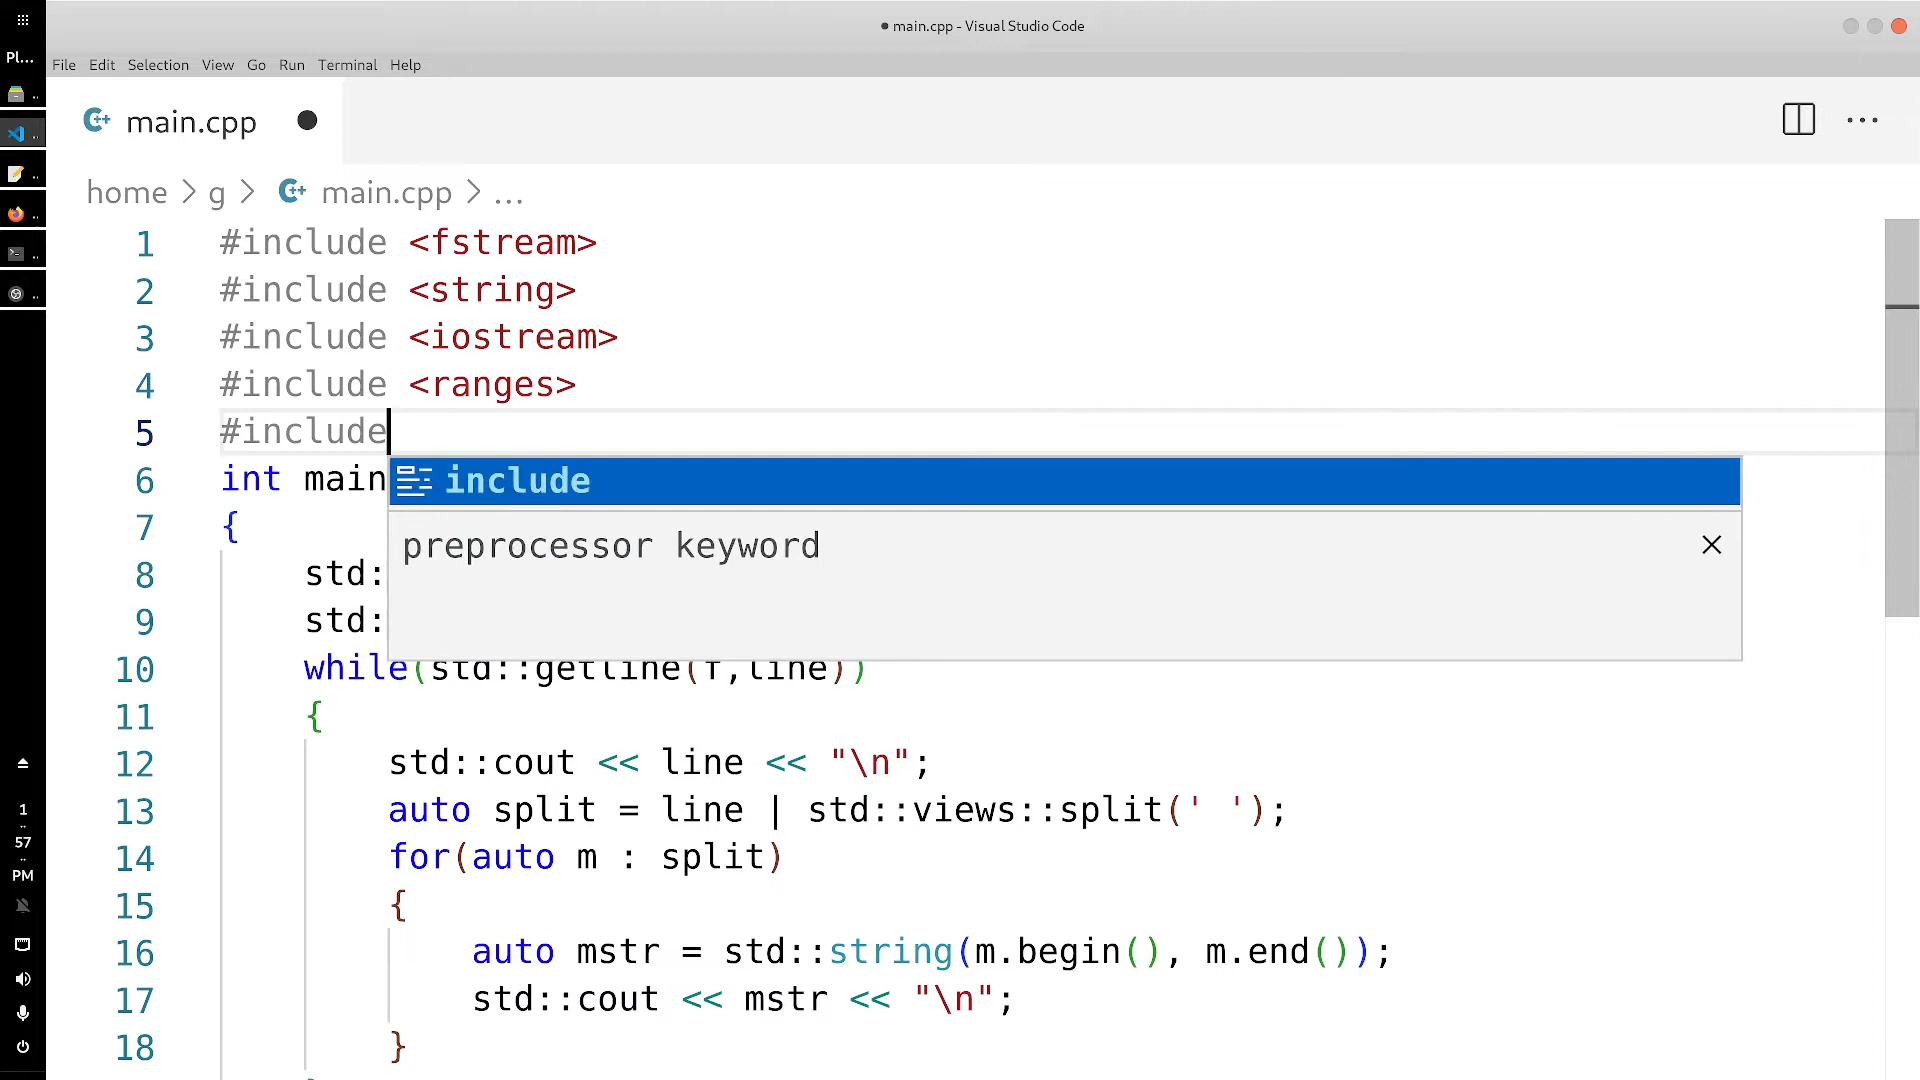 ● main.cpp - Visual Studio Code
File Edit Selection View Go Run Terminal Help
Pl...
main.cpp
home > g > main.cpp > ...
1 #include <fstream>
2 #include <string>
3 #include <iostream>
4 #include <ranges>
5 #include
include
preprocessor keyword
6 int main
7 {
8 std:
9 std:
10 while(std::getline(f,line))
11 {
12 std::cout << line << "\n";
13 auto split = line | std::views::split(' ');
14 for(auto m : split)
15 {
16 auto mstr = std::string(m.begin(), m.end());
17 std::cout << mstr << "\n";
18 }
1
..
57
..
PM